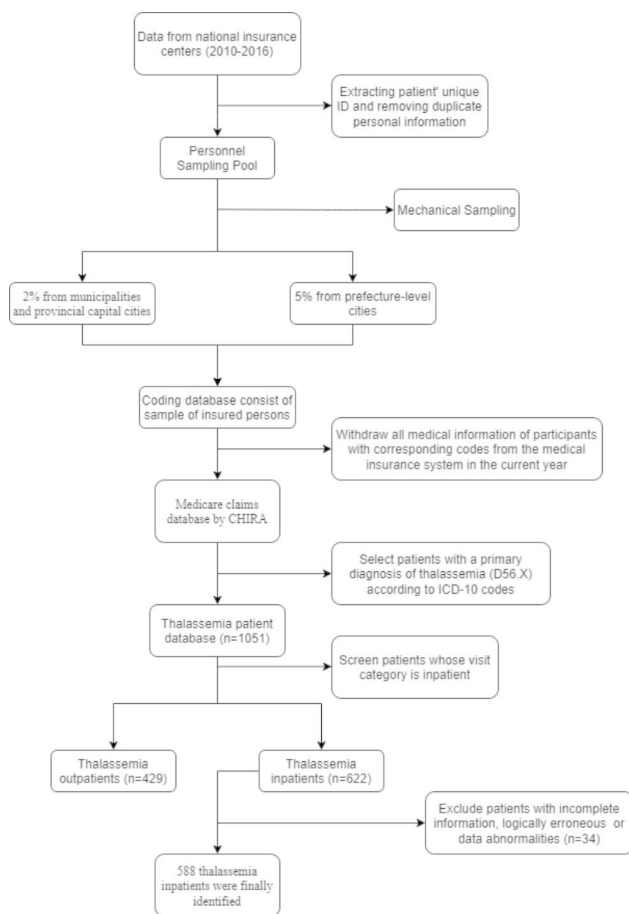 Data from national insurance
centers (2010-2016)
Extracting patient' unique
ID and removing duplicate
personal information
Personnel
Sampling Pool
Mechanical Sampling
2% from municipalities
and provincial capital cities
5% from prefecture-level
cities
Coding database consist of
sample of insured persons
Withdraw all medical information of participants
with corresponding codes from the medical
insurance system in the current year
Medicare claims
database by CHIRA
Select patients with a primary
diagnosis of thalassemia (D56.X)
according to ICD-10 codes
Thalassemia patient
database (n=1051)
Screen patients whose visit
category is inpatient
Thalassemia
outpatients (n=429)
Thalassemia
inpatients (n=622)
Exclude patients with incomplete
information, logically erroneous or
data abnormalities (n=34)
588 thalassemia
inpatients were finally
identified